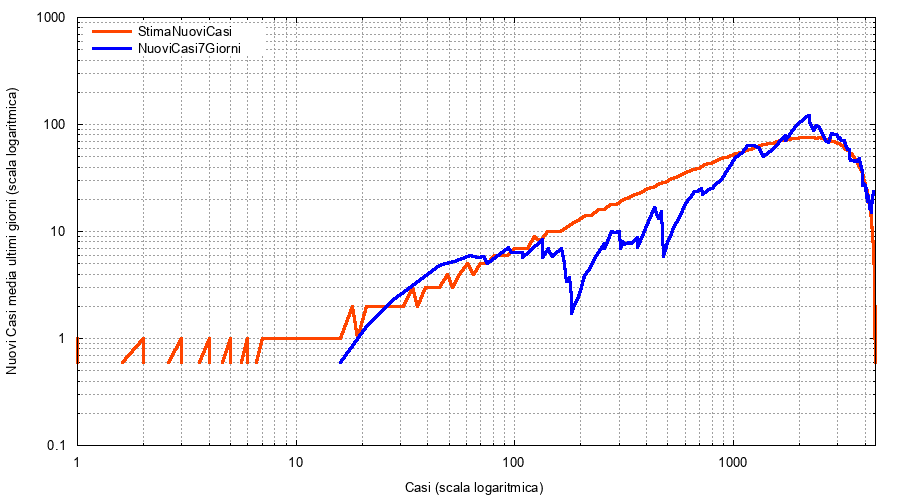 1000
100
10
1
0.1
StimaNuoviCasi
NuoviCasi7Giorni
Nuovi Casi media ultimi giorni (scala logaritmica)
1 10 100 1000
Casi (scala logaritmica)